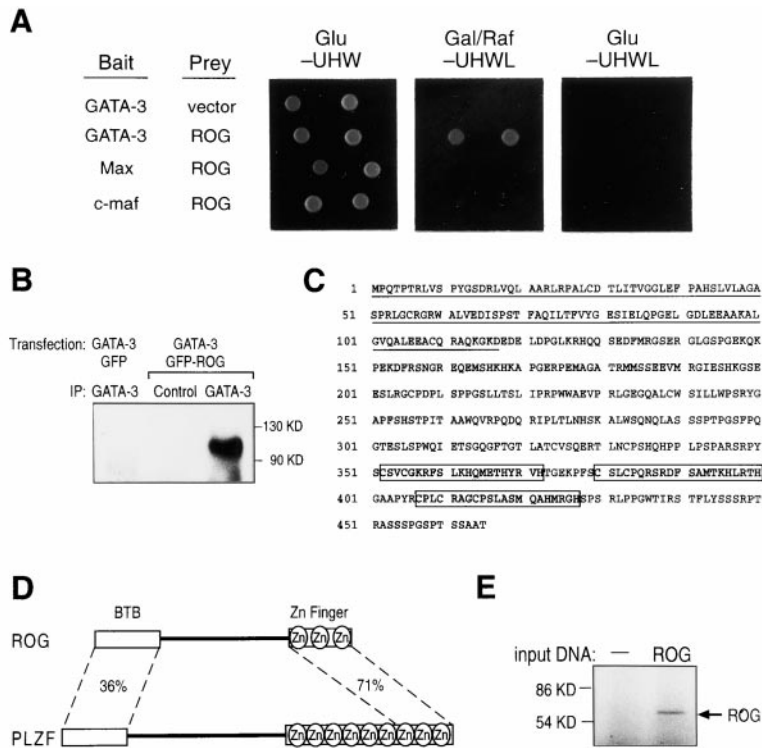 A
Bait Prey Glu –UHW Gal/Raf –UHWL Glu –UHWL
GATA-3 vector
GATA-3 ROG
Max ROG
c-maf ROG
B
Transfection: GATA-3 GFP GATA-3 GFP-ROG
IP: GATA-3 Control GATA-3
130 KD
90 KD
C
1 MPQTPTRLVS PYGSDRLVQL AARLRPALCD TLITVGGLEF PAHSLVLAGA
51 SPRLGCRGRW ALVEDISPST FAQILTFVYG ESIELQPGEL GDLEEAAKAL
101 GVQALEEACQ RAQKGKDEDE LDPGLKRHQQ SEDFMRGSER GLGSPGEKQK
151 PEKDFRSNGR EQEMSHKHKA PGERPEMAGA TRMMSSEEVM RGIESHKGSE
201 ESLRGCPDPL SPPGSLLTSL IPRPWWAEVP RLGEGQALCW SILLWPSRYG
251 APFSHSTPIT AAWQVRPQDQ RIPLTLNHSK ALWSQNQLAS SSPTPGSFPQ
301 GTESLSPWQI ETSGQGFTGT LATCVSQERT LNCPSHQHPP LPSPARSRPY
351 SCSVCGKRFS LKHQMETHYR VHTGEKPFSC SLCPQRSRDF SAMTKHLRTH
401 GAAPYRCPLC RAGCPSLASM QAHMRGHSPS RLPPGWTIRS TFLYSSSRPT
451 RASSSPGSPT SSAAT
D
BTB Zn Finger
ROG Zn Zn Zn
36% 71%
PLZF Zn Zn Zn Zn Zn Zn Zn Zn Zn
E
input DNA: — ROG
86 KD
54 KD
ROG